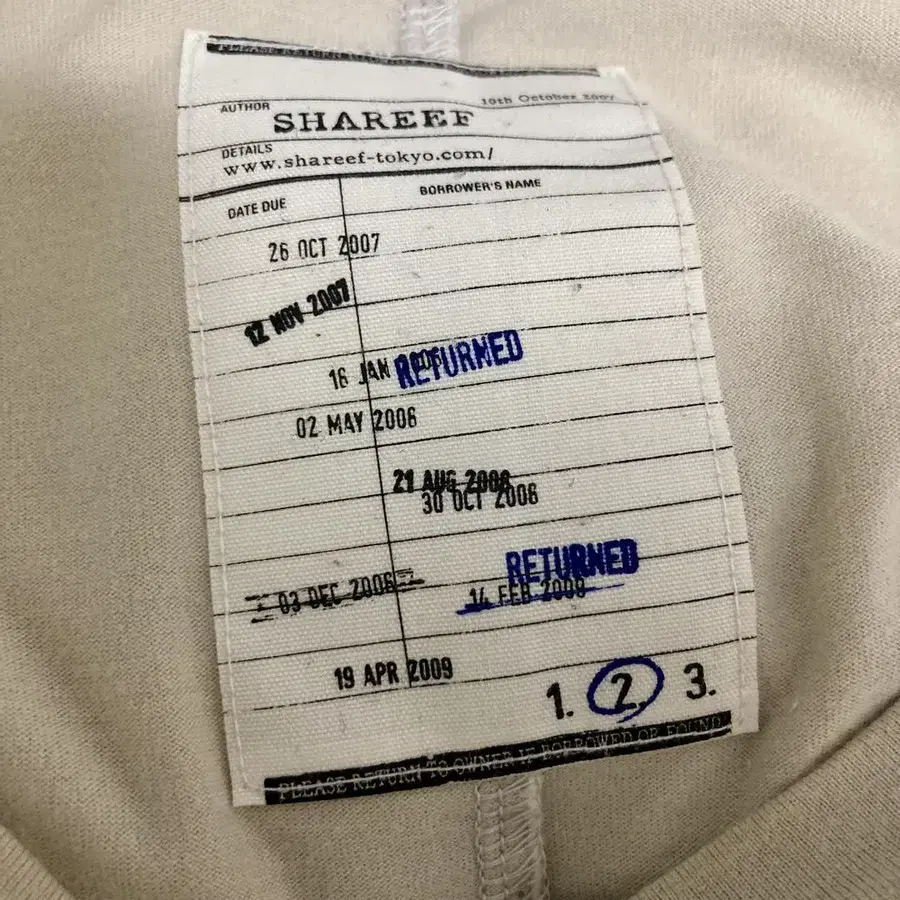 PLEASE RETURN
10th October 2007
AUTHOR
SHAREEF
DETAILS
www.shareef-tokyo.com/
DATE DUE
BORROWER'S NAME
26 OCT 2007
12 NOV 2007
16 JAN RETURNED
02 MAY 2006
21 AUG 2008
30 OCT 2006
RETURNED
03 DEC 2006
14 FEB 2009
19 APR 2009
1. 2. 3.
PLEASE RETURN TO OWNER IF BORROWED OR FOUND